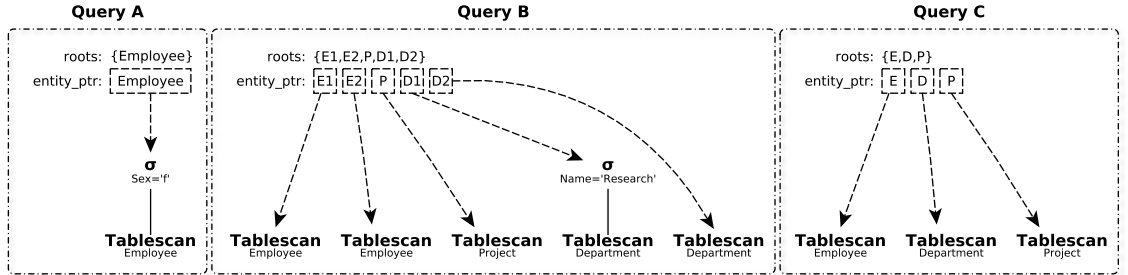 Query A
roots: {Employee}
entity_ptr: Employee
σ
Sex='f'
Tablescan
Employee
Query B
roots: {E1,E2,P,D1,D2}
entity_ptr: E1 E2 P D1 D2
σ
Name='Research'
Tablescan Tablescan Tablescan Tablescan Tablescan
Employee Employee Project Department Department
Query C
roots: {E,D,P}
entity_ptr: E D P
Tablescan Tablescan Tablescan
Employee Department Project